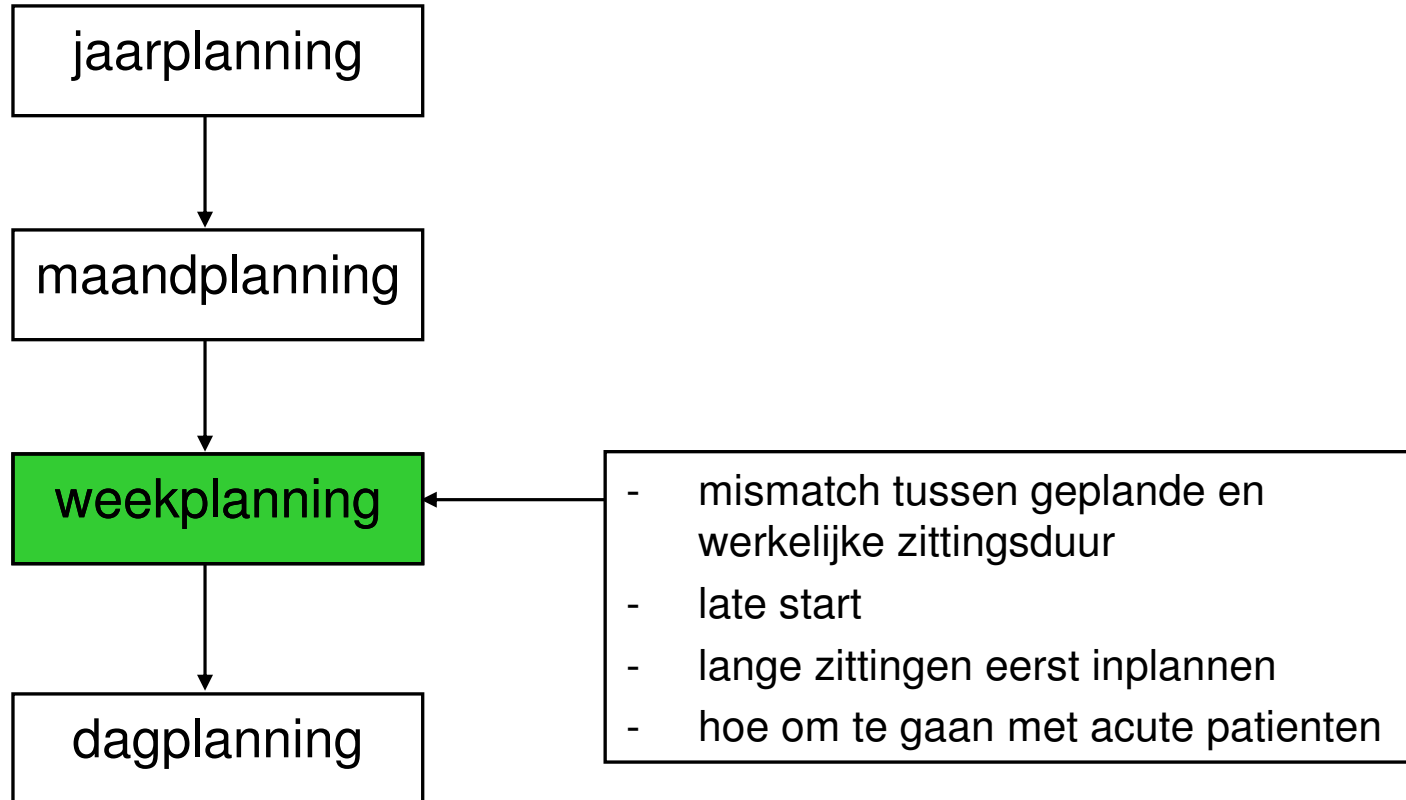 jaarplanning
maandplanning
weekplanning
- mismatch tussen geplande en
werkelijke zittingsduur
- late start
- lange zittingen eerst inplannen
- hoe om te gaan met acute patienten
dagplanning